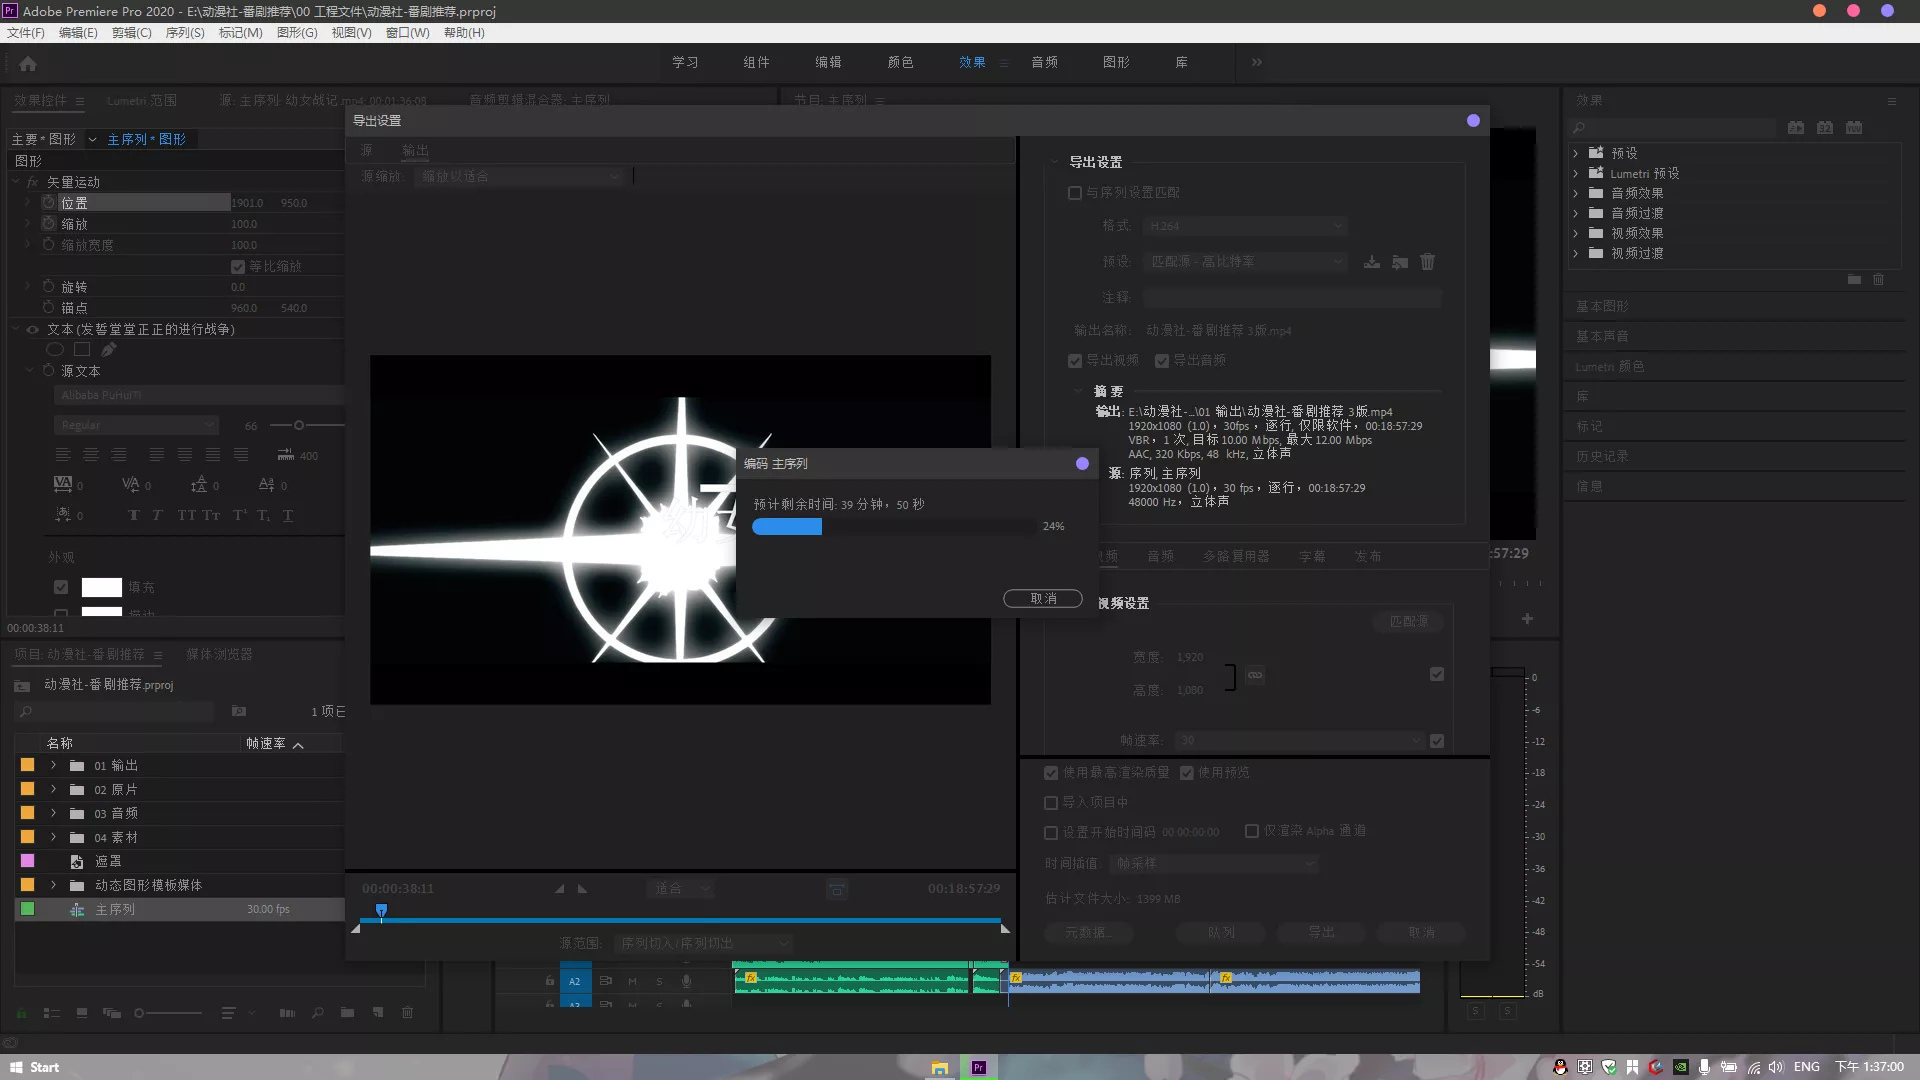 Adobe Premiere Pro 2020 - E:\动漫社-番剧推荐\00 工程文件\动漫社-番剧推荐.prproj
文件(F) 编辑(E) 剪辑(C) 序列(S) 标记(M) 图形(G) 视图(V) 窗口(W) 帮助(H)
学习 组件 编辑 颜色 效果 音频 图形 库
效果控件 Lumetri 范围 源: 主序列: 幼女战记.mp4: 00:01:36:08 音频剪辑混合器: 主序列 节目: 主序列 效果
主要 * 图形 主序列 * 图形
图形
矢量运动
位置 1901.0 950.0
缩放 100.0
缩放宽度 100.0
等比缩放
旋转 0.0
锚点 960.0 540.0
文本 (发誓堂堂正正的进行战争)
源文本
Alibaba PuHuiTi
Regular 66
400
0 0 0 0
0
外观
填充
00:00:38:11
项目: 动漫社-番剧推荐 媒体浏览器
动漫社-番剧推荐.prproj
1 项已
名称 帧速率
01 输出
02 原片
03 音频
04 素材
遮罩
动态图形模板媒体
主序列 30.00 fps
导出设置
源 输出
源缩放: 缩放以适合
编码 主序列
预计剩余时间: 39 分钟，50 秒
24%
取消
00:00:38:11 适合 00:18:57:29
源范围: 序列切入/序列切出
A2 M S
A3 M S
导出设置
与序列设置匹配
格式: H.264
预设: 匹配源 - 高比特率
注释:
输出名称: 动漫社-番剧推荐 3版.mp4
导出视频 导出音频
摘要
输出: E:\动漫社-...\01 输出\动漫社-番剧推荐 3版.mp4
1920x1080 (1.0)，30fps，逐行, 仅限软件，00:18:57:29
VBR，1 次, 目标 10.00 Mbps, 最大 12.00 Mbps
AAC, 320 Kbps, 48 kHz, 立体声
源: 序列, 主序列
1920x1080 (1.0)，30 fps，逐行，00:18:57:29
48000 Hz，立体声
音频 多路复用器 字幕 发布
视频设置
匹配源
宽度: 1,920
高度: 1,080
帧速率: 30
使用最高渲染质量 使用预览
导入项目中
设置开始时间码 00:00:00:00 仅渲染 Alpha 通道
时间插值: 帧采样
估计文件大小: 1399 MB
元数据... 队列 导出 取消
:57:29
0
-6
-12
-18
-24
-30
-36
-42
-48
-54
dB
S S
预设
Lumetri 预设
音频效果
音频过渡
视频效果
视频过渡
基本图形
基本声音
Lumetri 颜色
库
标记
历史记录
信息
Start
Pr
ENG 下午 1:37:00